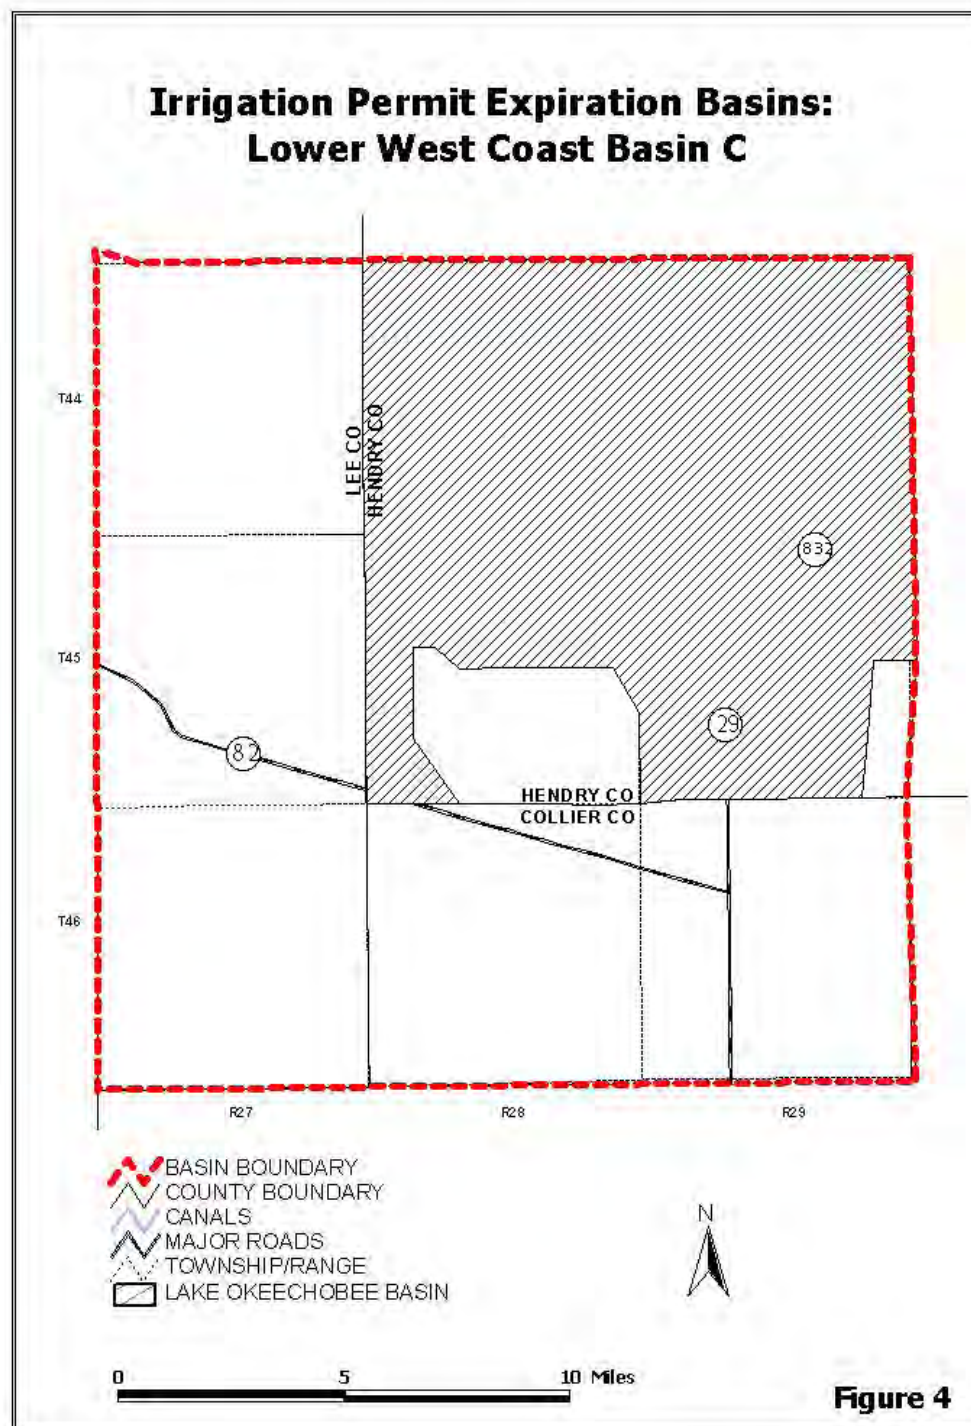 Irrigation Permit Expiration Basins:
Lower West Coast Basin C
T44
LEE CO
HENDRY CO
832
T45
29
82
HENDRY CO
COLLIER CO
T46
R27
R28
R29
BASIN BOUNDARY
COUNTY BOUNDARY
CANALS
MAJOR ROADS
TOWNSHIP/RANGE
LAKE OKEECHOBEE BASIN
N
0 5 10 Miles
Figure 4